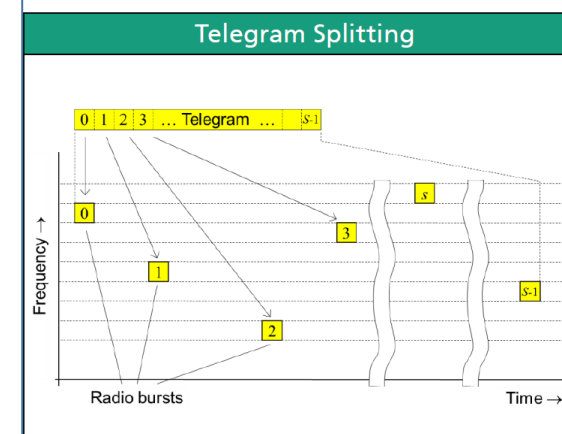 Telegram Splitting
0 1 2 3 ... Telegram ... S-1
s
0
3
1
S-1
2
Frequency →
Radio bursts
Time →